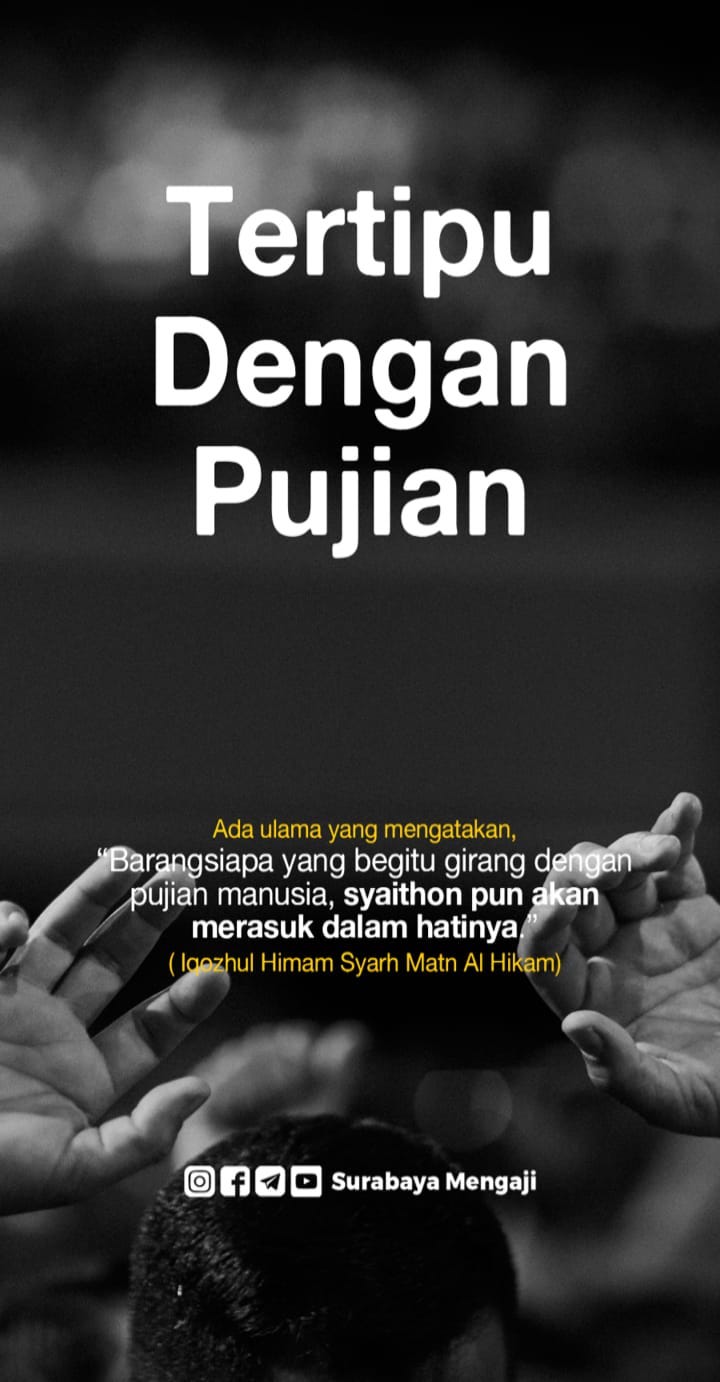 Tertipu
Dengan
Pujian
Ada ulama yang mengatakan,
“Barangsiapa yang begitu girang dengan
pujian manusia, syaithon pun akan
merasuk dalam hatinya.”
( Iqozhul Himam Syarh Matn Al Hikam)
Surabaya Mengaji